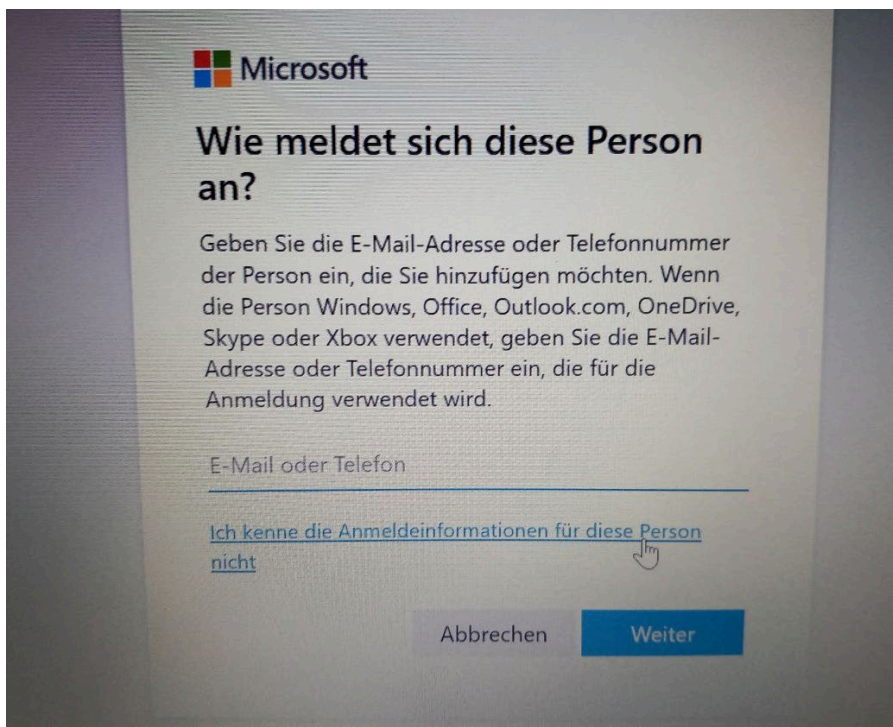 Microsoft
Wie meldet sich diese Person
an?
Geben Sie die E-Mail-Adresse oder Telefonnummer
der Person ein, die Sie hinzufügen möchten. Wenn
die Person Windows, Office, Outlook.com, OneDrive,
Skype oder Xbox verwendet, geben Sie die E-Mail-
Adresse oder Telefonnummer ein, die für die
Anmeldung verwendet wird.
E-Mail oder Telefon
Ich kenne die Anmeldeinformationen für diese Person
nicht
Abbrechen Weiter